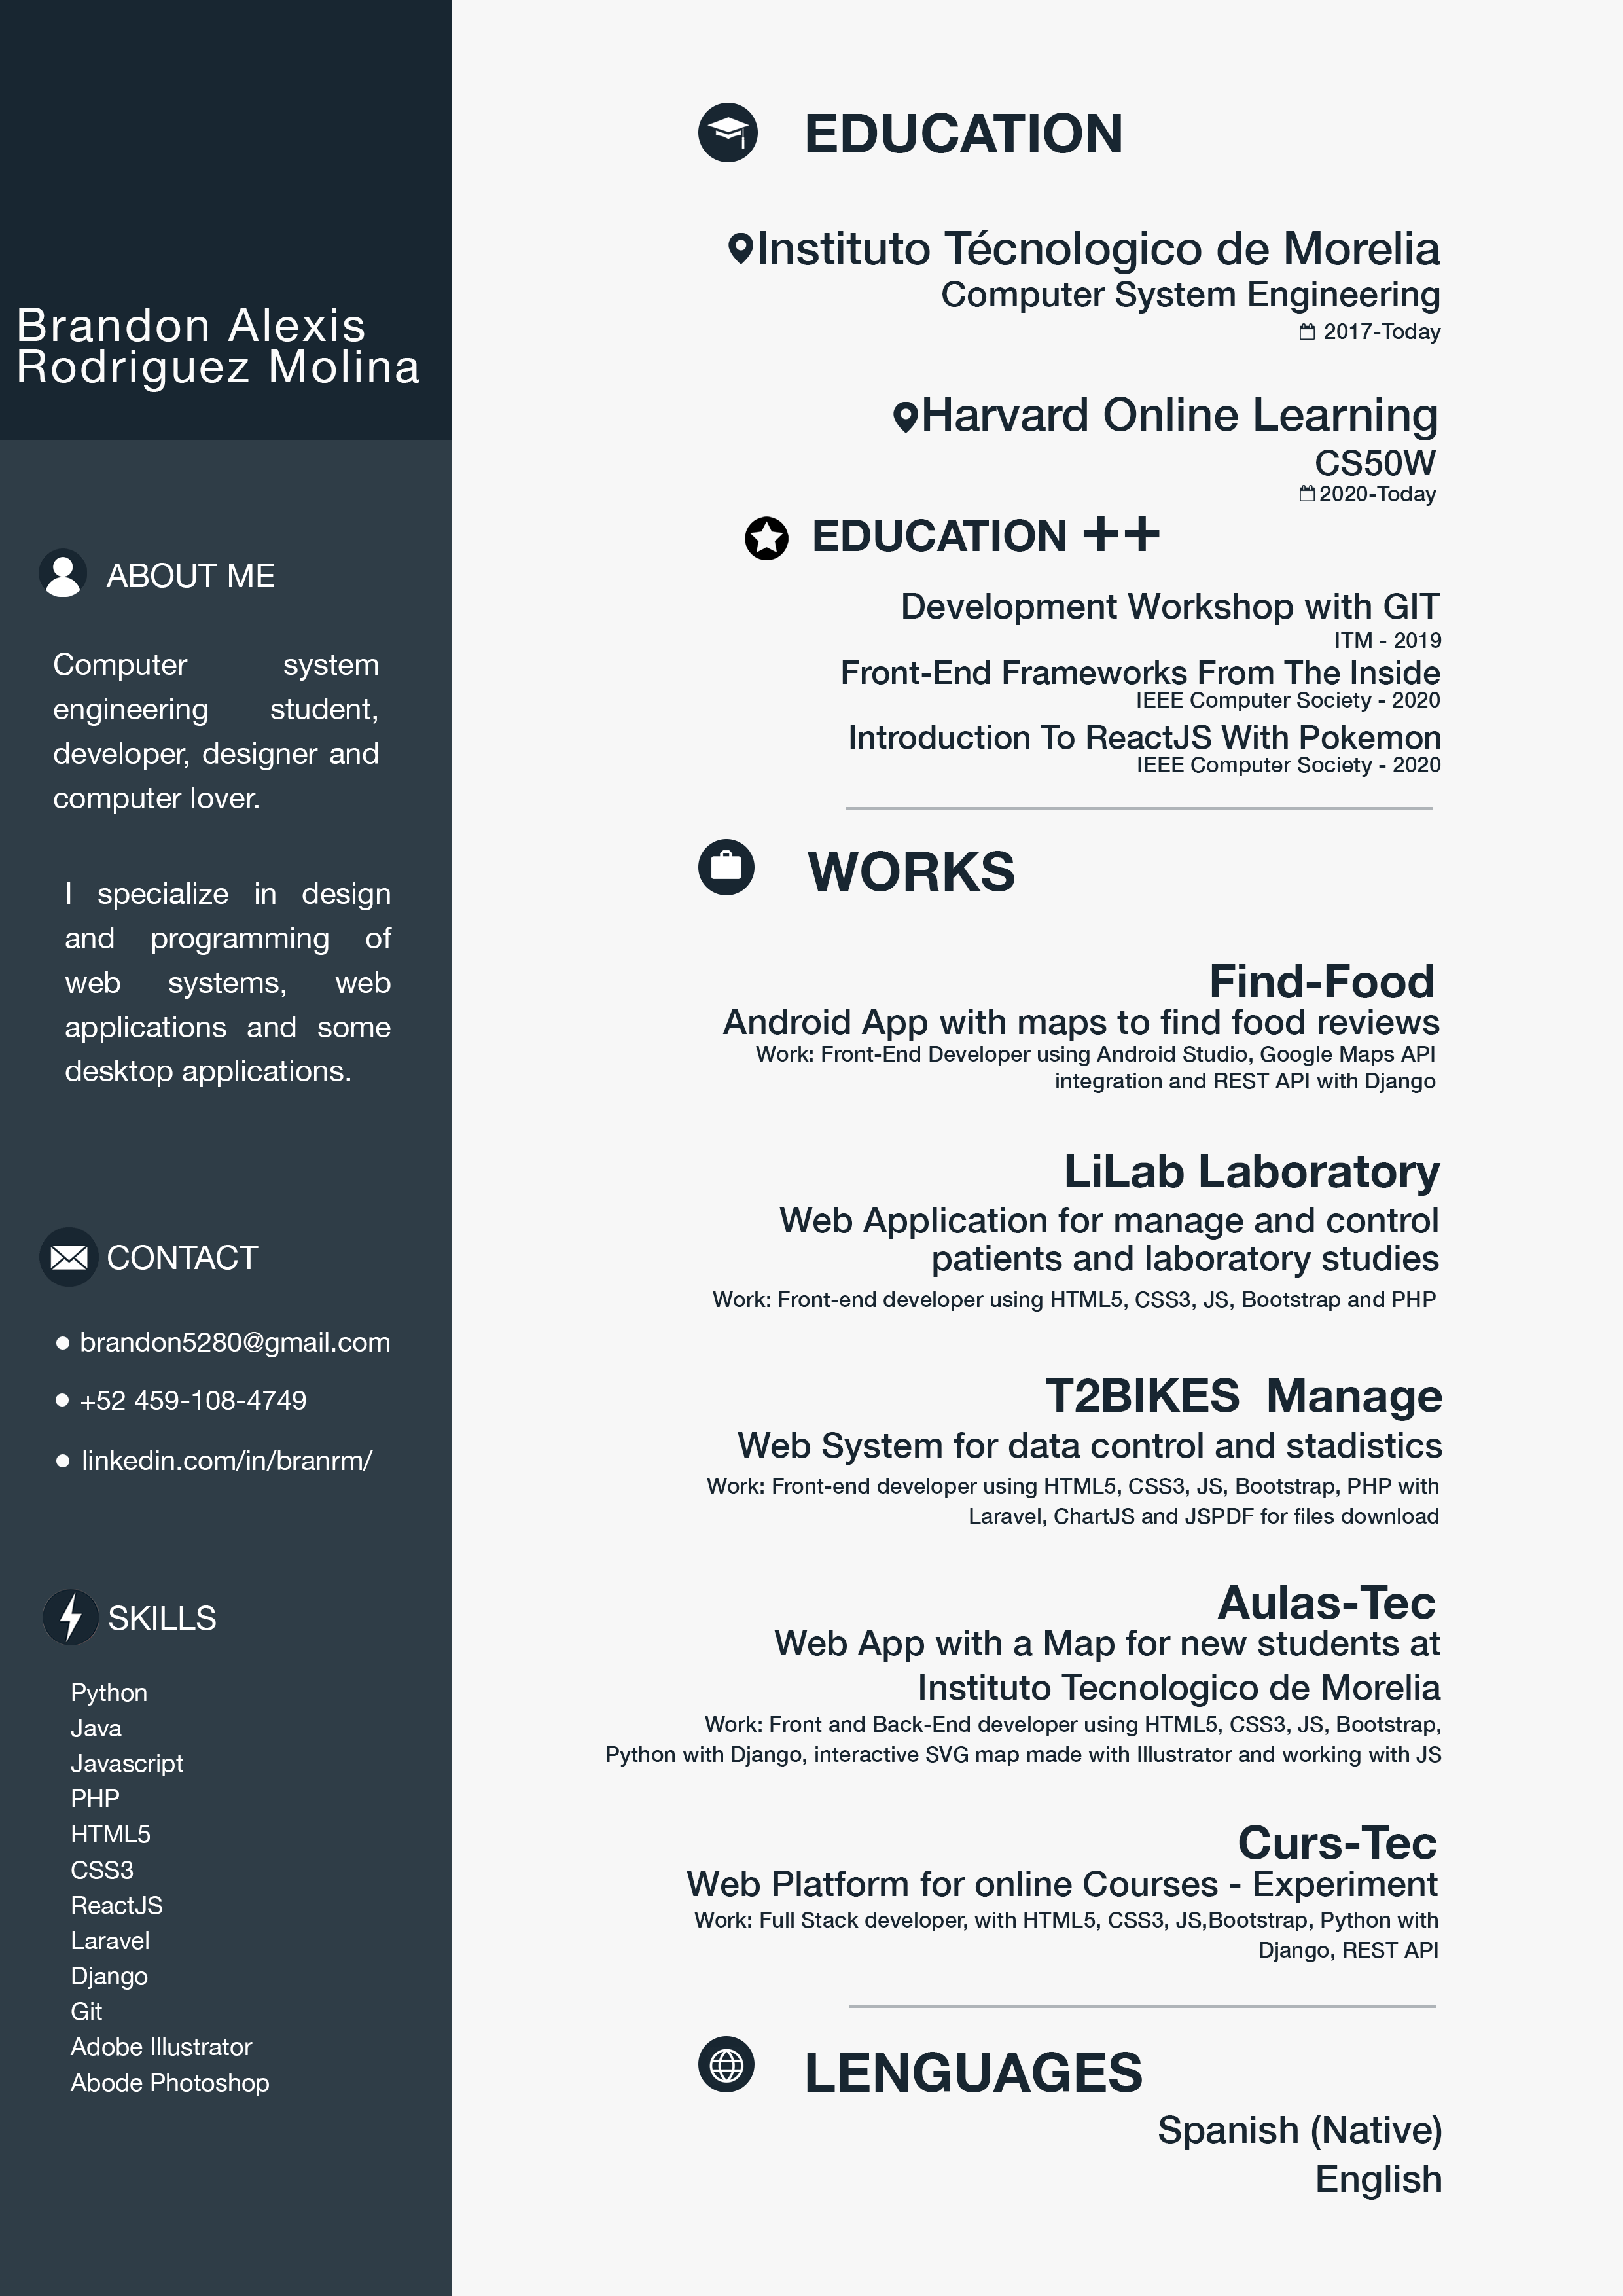 Brandon Alexis
Rodriguez Molina
ABOUT ME
Computer system
engineering student,
developer, designer and
computer lover.
I specialize in design
and programming of
web systems, web
applications and some
desktop applications.
CONTACT
brandon5280@gmail.com
+52 459-108-4749
linkedin.com/in/branrm/
SKILLS
Python
Java
Javascript
PHP
HTML5
CSS3
ReactJS
Laravel
Django
Git
Adobe Illustrator
Abode Photoshop
EDUCATION
Instituto Técnologico de Morelia
Computer System Engineering
2017-Today
Harvard Online Learning
CS50W
2020-Today
EDUCATION ++
Development Workshop with GIT
ITM - 2019
Front-End Frameworks From The Inside
IEEE Computer Society - 2020
Introduction To ReactJS With Pokemon
IEEE Computer Society - 2020
WORKS
Find-Food
Android App with maps to find food reviews
Work: Front-End Developer using Android Studio, Google Maps API
integration and REST API with Django
LiLab Laboratory
Web Application for manage and control
patients and laboratory studies
Work: Front-end developer using HTML5, CSS3, JS, Bootstrap and PHP
T2BIKES Manage
Web System for data control and stadistics
Work: Front-end developer using HTML5, CSS3, JS, Bootstrap, PHP with
Laravel, ChartJS and JSPDF for files download
Aulas-Tec
Web App with a Map for new students at
Instituto Tecnologico de Morelia
Work: Front and Back-End developer using HTML5, CSS3, JS, Bootstrap,
Python with Django, interactive SVG map made with Illustrator and working with JS
Curs-Tec
Web Platform for online Courses - Experiment
Work: Full Stack developer, with HTML5, CSS3, JS,Bootstrap, Python with
Django, REST API
LENGUAGES
Spanish (Native)
English